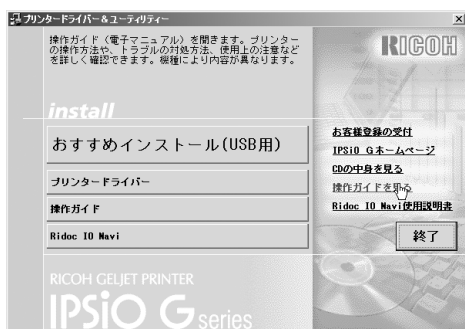 プリンタードライバー&ユーティリティー
操作ガイド（電子マニュアル）を開きます。プリンター
の操作方法や、トラブルの対処方法、使用上の注意など
を詳しく確認できます。機種により内容が異なります。
RICOH
install
おすすめインストール(USB用)
プリンタードライバー
操作ガイド
Ridoc IO Navi
お客様登録の受付
IPSiO Gホームページ
CDの中身を見る
操作ガイドを見る
Ridoc IO Navi使用説明書
終了
RICOH GELJET PRINTER
IPSiO G series